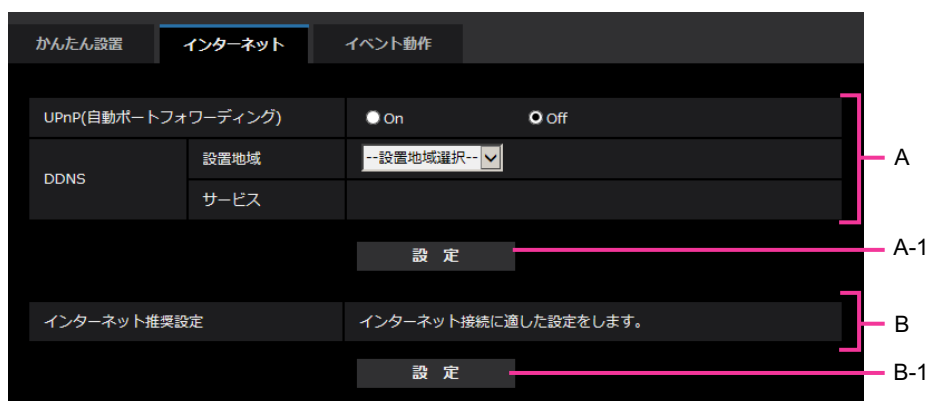 かんたん設置 インターネット イベント動作
UPnP(自動ポートフォワーディング) On Off
A
DDNS 設置地域 --設置地域選択--
サービス
設 定 A-1
インターネット推奨設定 インターネット接続に適した設定をします。 B
設 定 B-1